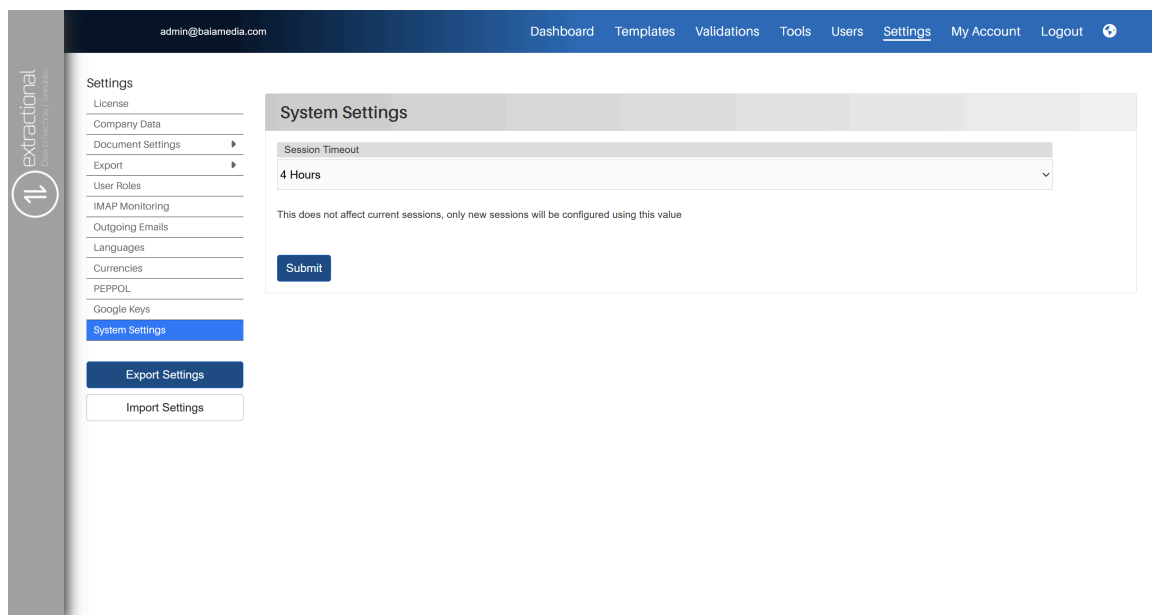 admin@baiamedia.com
Dashboard Templates Validations Tools Users Settings My Account Logout
extractional
DATA EXTRACTION | SIMPLIFIED
Settings
License
Company Data
Document Settings
Export
User Roles
IMAP Monitoring
Outgoing Emails
Languages
Currencies
PEPPOL
Google Keys
System Settings
Export Settings
Import Settings
System Settings
Session Timeout
4 Hours
This does not affect current sessions, only new sessions will be configured using this value
Submit